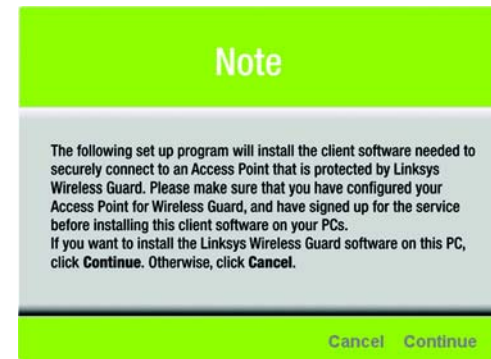 Note
The following set up program will install the client software needed to
securely connect to an Access Point that is protected by Linksys
Wireless Guard. Please make sure that you have configured your
Access Point for Wireless Guard, and have signed up for the service
before installing this client software on your PCs.
If you want to install the Linksys Wireless Guard software on this PC,
click Continue. Otherwise, click Cancel.
Cancel Continue